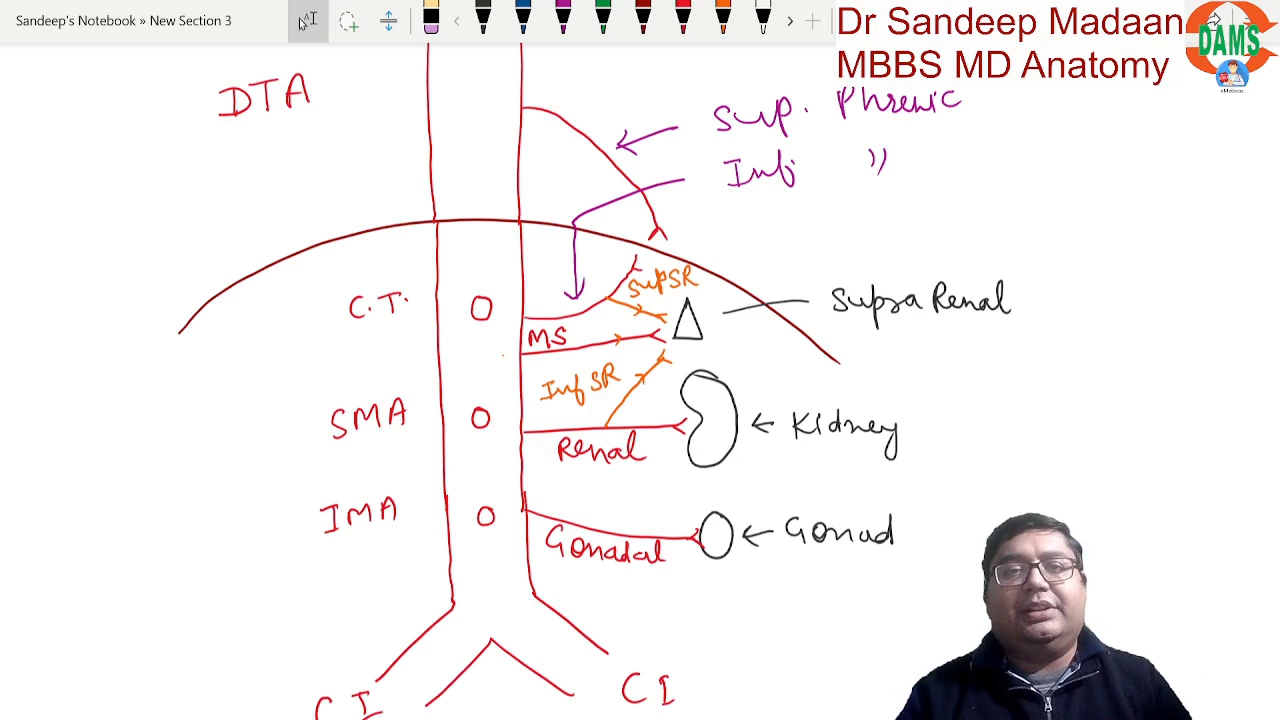 Sandeep's Notebook » New Section 3
Dr Sandeep Madaan
MBBS MD Anatomy
DAMS
eMedicoz
DTA
Sup. Phrenic
Inf. "
C.T.
SupSR
Supra Renal
MS
Inf SR
SMA
Renal
Kidney
IMA
Gonadal
Gonad
CI
CI